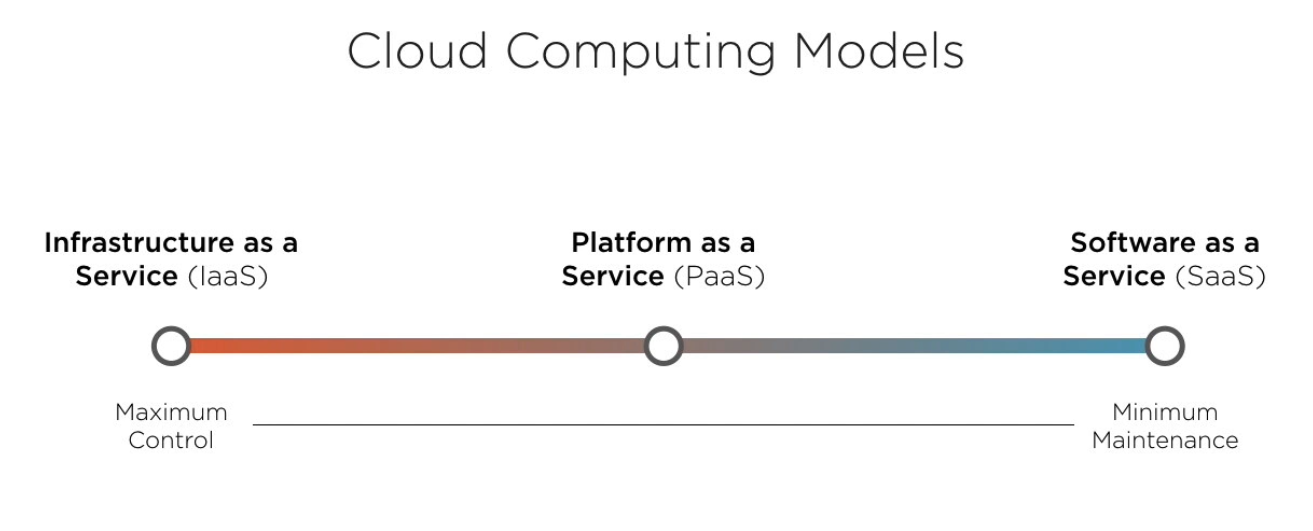 Cloud Computing Models
Infrastructure as a
Service (IaaS)
Platform as a
Service (PaaS)
Software as a
Service (SaaS)
Maximum
Control
Minimum
Maintenance